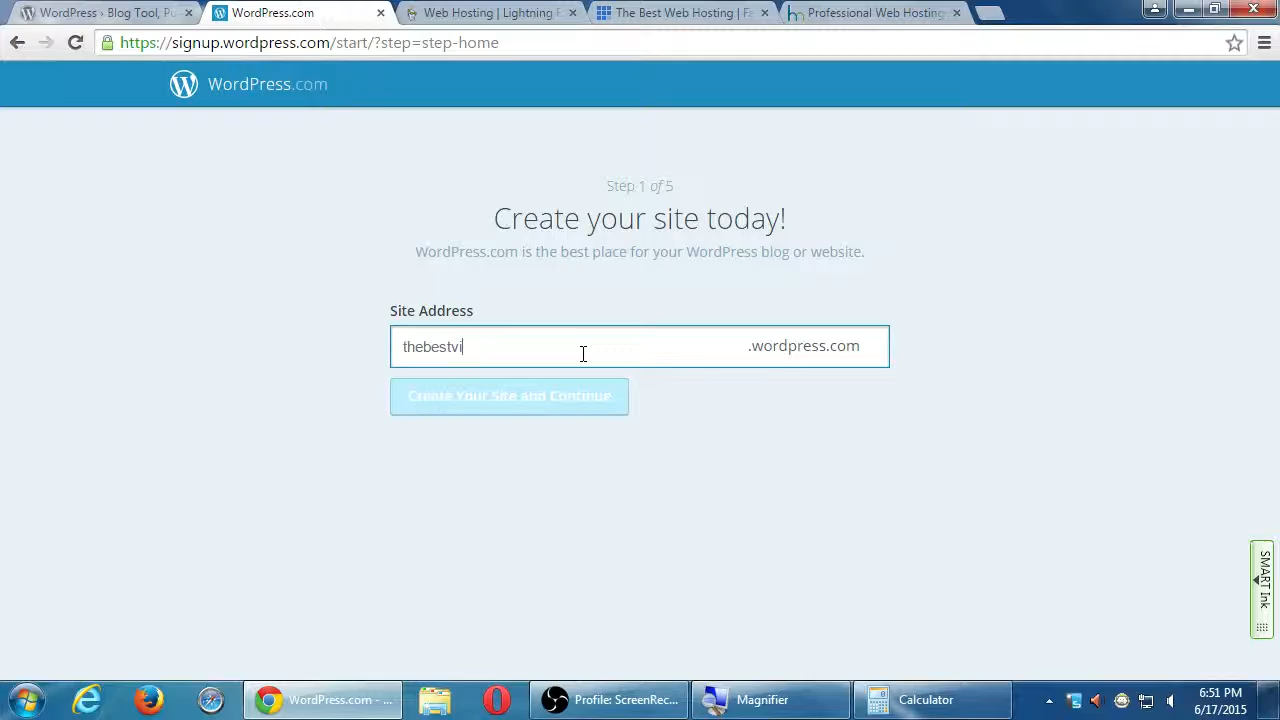 WordPress › Blog Tool, Pu
WordPress.com
Web Hosting | Lightning F
The Best Web Hosting | Fa
Professional Web Hosting
https://signup.wordpress.com/start/?step=step-home
WordPress.com
Step 1 of 5
Create your site today!
WordPress.com is the best place for your WordPress blog or website.
Site Address
thebestvi .wordpress.com
Create Your Site and Continue
SMART Ink
WordPress.com - ...
Profile: ScreenRec...
Magnifier
Calculator
6:51 PM
6/17/2015